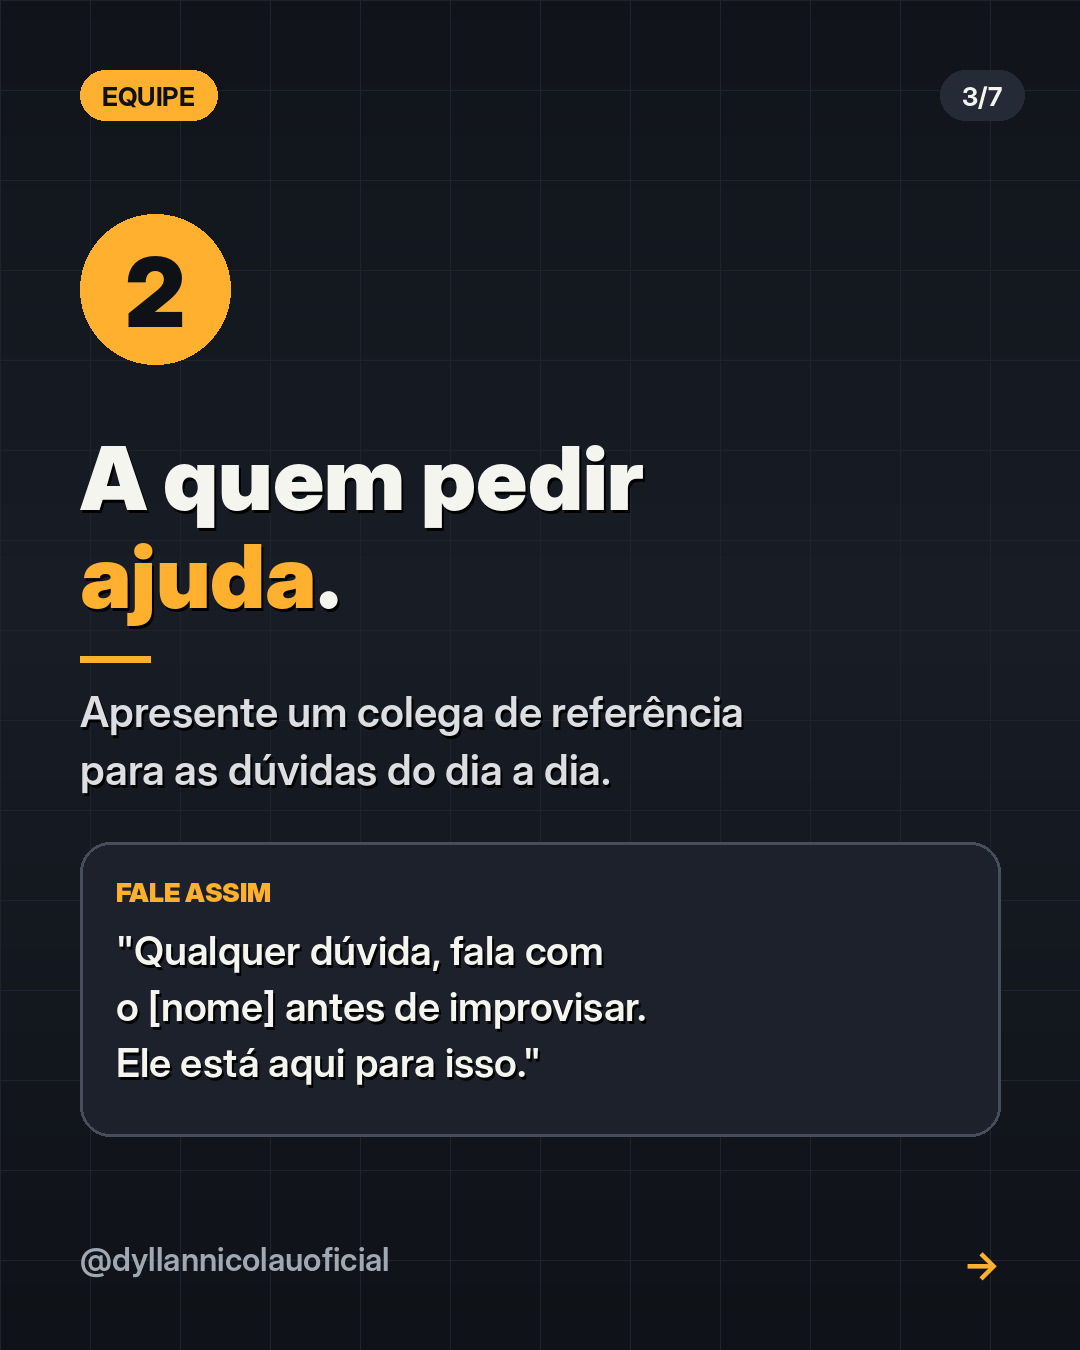 EQUIPE
3/7
2
A quem pedir
ajuda.
Apresente um colega de referência
para as dúvidas do dia a dia.
FALE ASSIM
"Qualquer dúvida, fala com
o [nome] antes de improvisar.
Ele está aqui para isso."
@dyllannicolauoficial
→